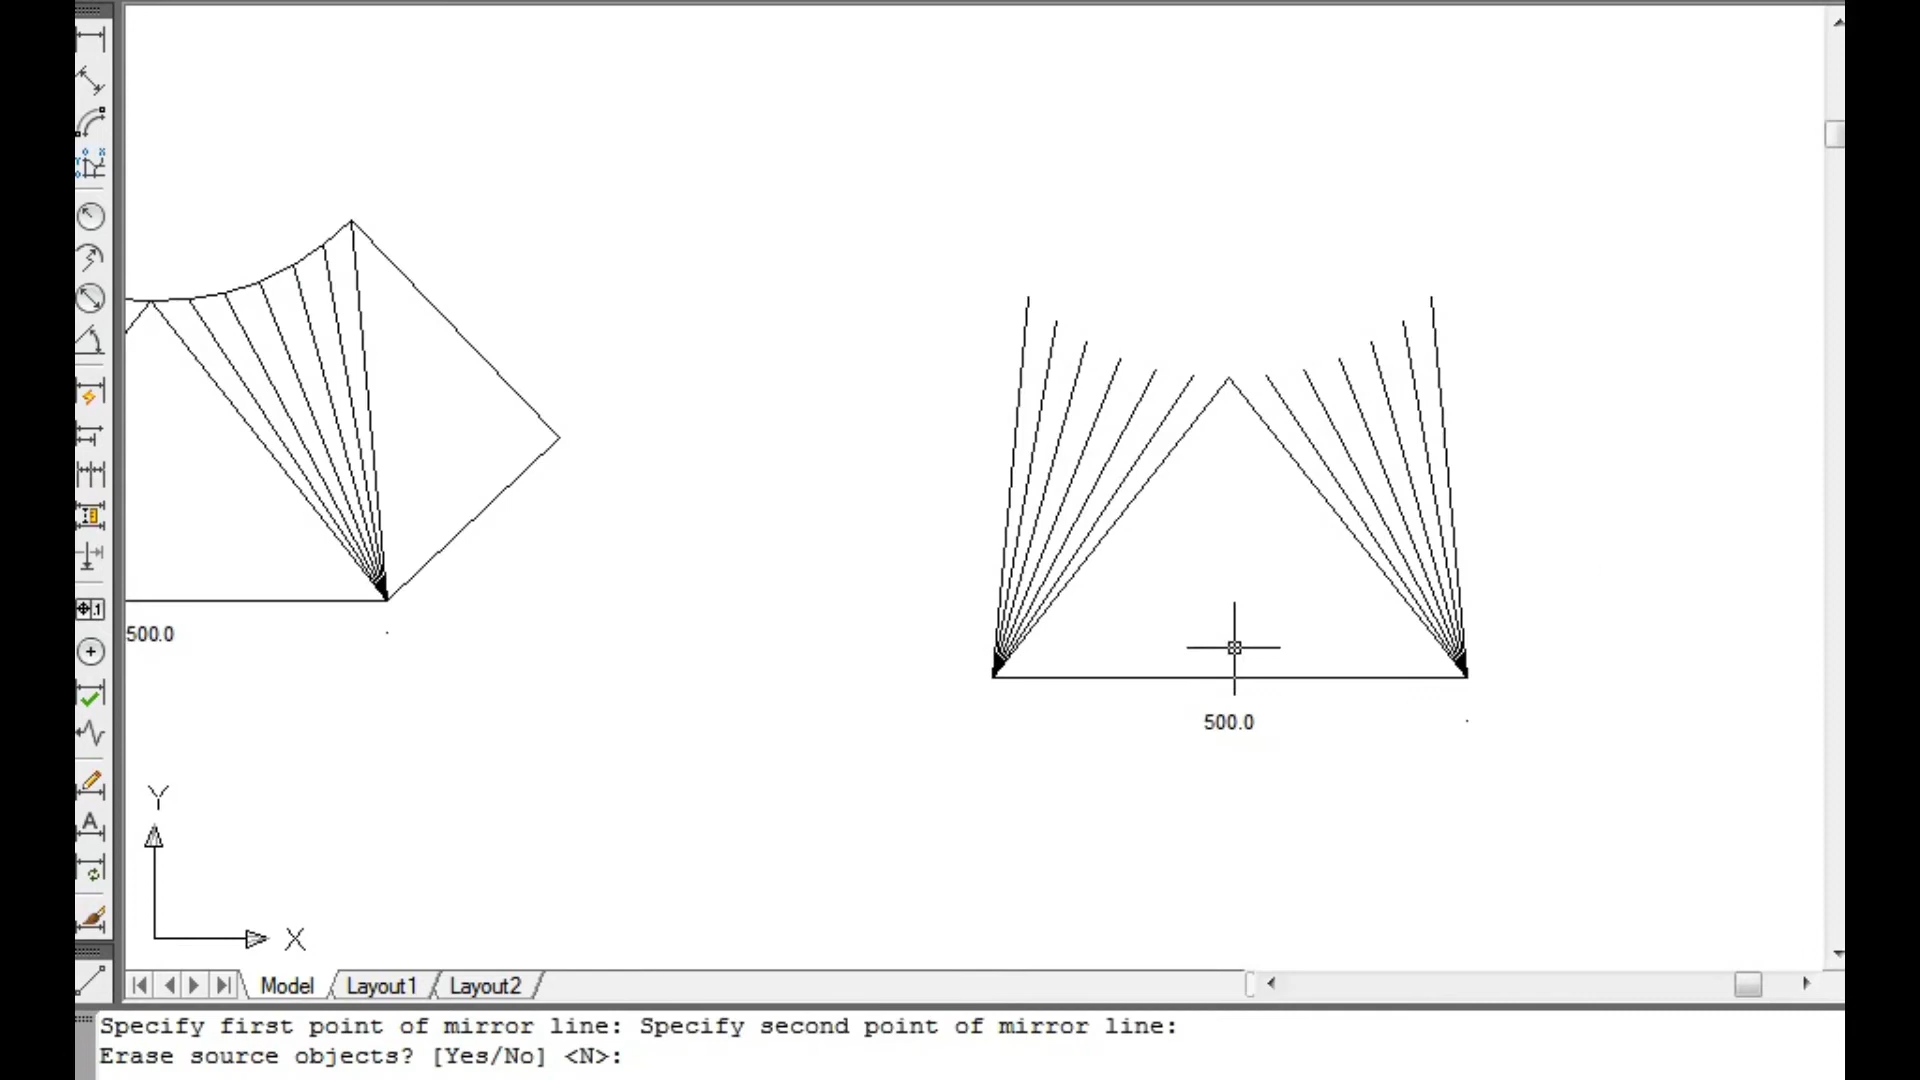 500.0
500.0
Y
X
Model Layout1 Layout2
Specify first point of mirror line: Specify second point of mirror line:
Erase source objects? [Yes/No] <N>: